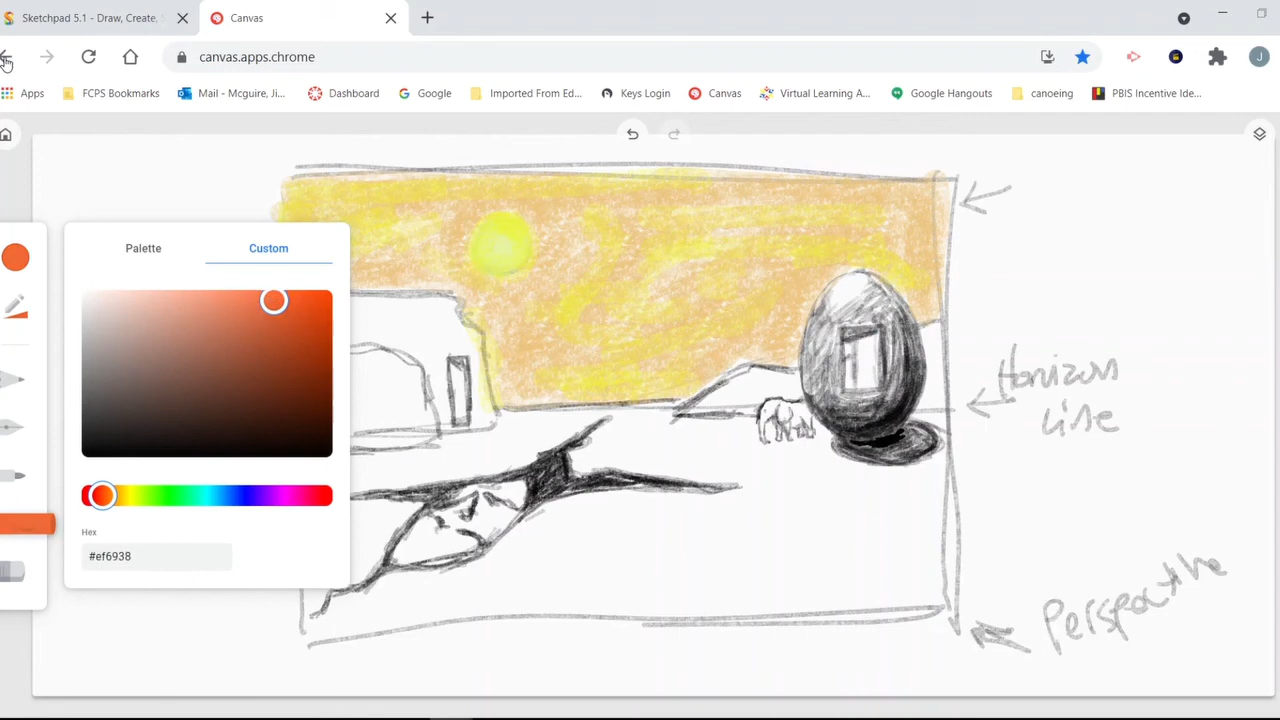 Sketchpad 5.1 - Draw, Create,
Canvas
canvas.apps.chrome
Apps
FCPS Bookmarks
Mail - Mcguire, Ji...
Dashboard
Google
Imported From Ed...
Keys Login
Canvas
Virtual Learning A...
Google Hangouts
canoeing
PBIS Incentive Ide...
J
Palette
Custom
Hex
#ef6938
Horizon
Line
Perspective